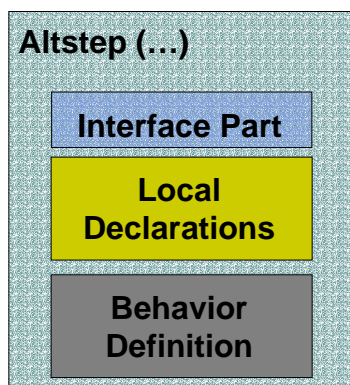 Altstep (…)
Interface Part
Local
Declarations
Behavior
Definition